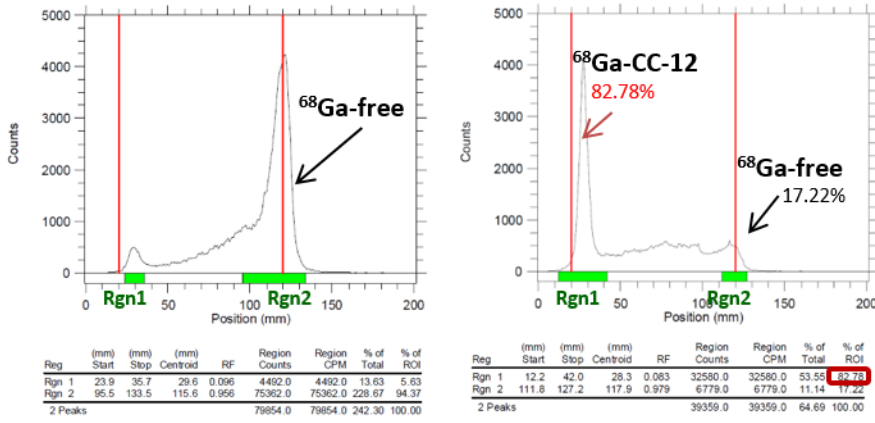 5000
4000
3000
2000
1000
0
Counts
⁶⁸Ga-free
0
50
100
150
200
Rgn1
Rgn2
Position (mm)
(mm) (mm) (mm) Region Region % of % of
Reg Start Stop Centroid RF Counts CPM Total ROI
Rgn 1 23.9 35.7 29.6 0.096 4492.0 4492.0 13.63 5.63
Rgn 2 95.5 133.5 115.6 0.956 75362.0 75362.0 228.67 94.37
2 Peaks 79854.0 79854.0 242.30 100.00
5000
4000
3000
2000
1000
0
Counts
⁶⁸Ga-CC-12
82.78%
⁶⁸Ga-free
17.22%
0
50
100
150
200
Rgn1
Rgn2
Position (mm)
(mm) (mm) (mm) Region Region % of % of
Reg Start Stop Centroid RF Counts CPM Total ROI
Rgn 1 12.2 42.0 28.3 0.083 32580.0 32580.0 53.55 82.78
Rgn 2 111.8 127.2 117.9 0.979 6779.0 6779.0 11.14 17.22
2 Peaks 39359.0 39359.0 64.69 100.00